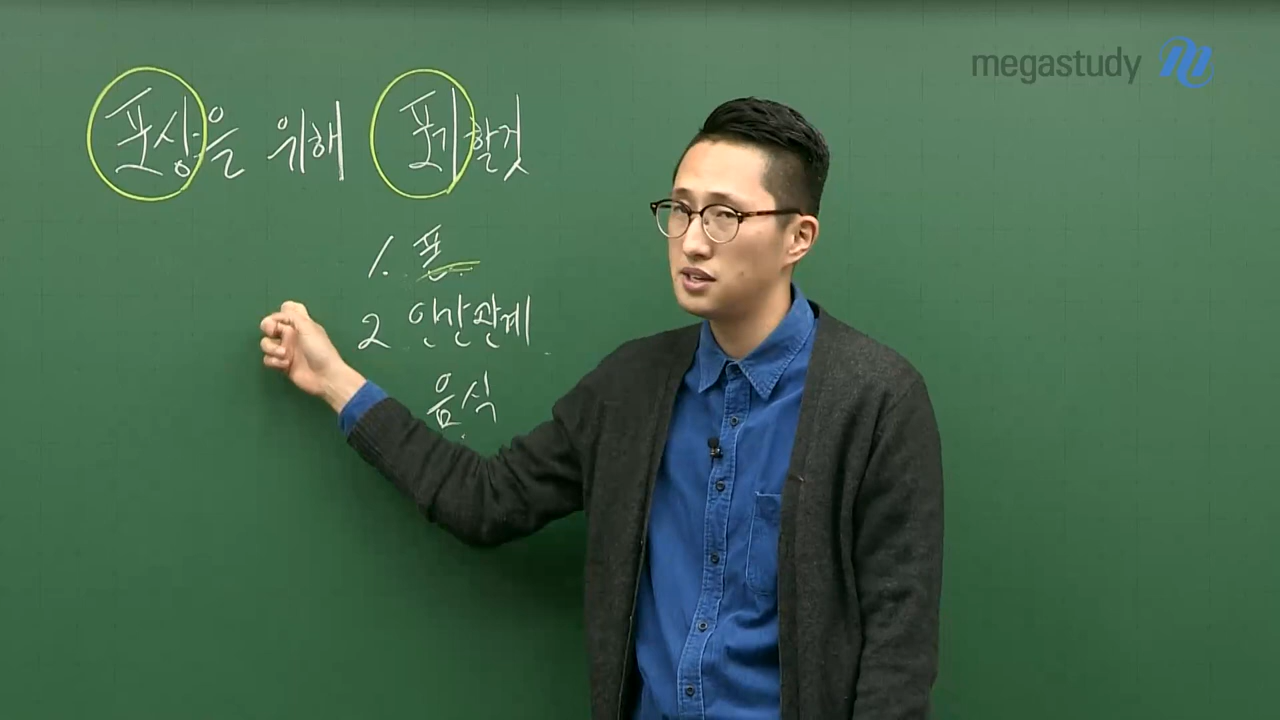 megastudy
포상을 위해 포기할것
1. 폰
2 인간관계
음식